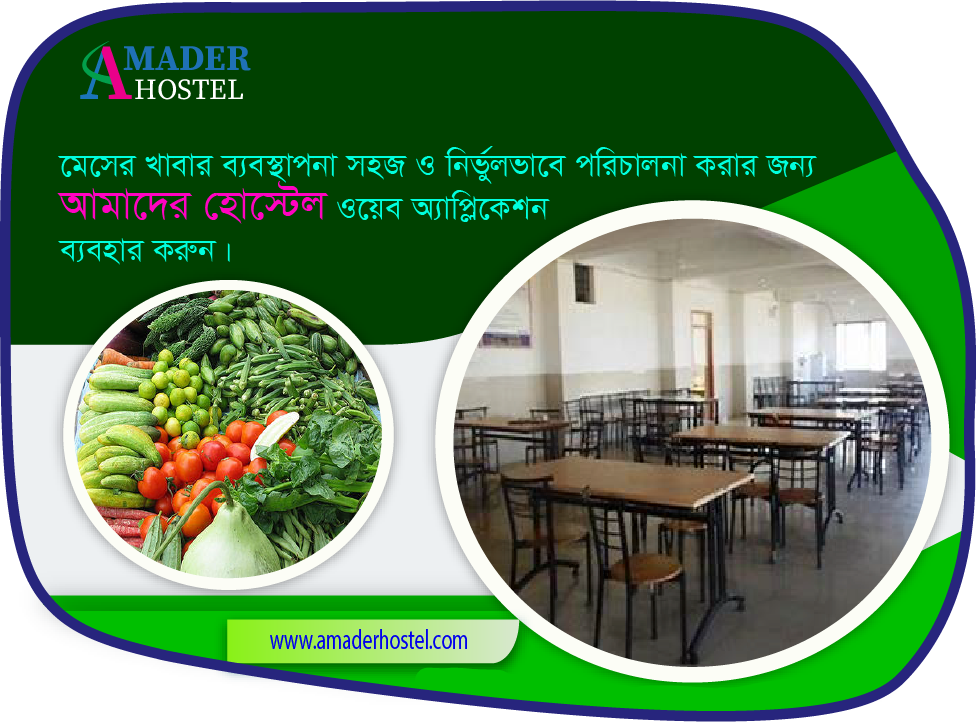 AMADER
HOSTEL
মেসের খাবার ব্যবস্থাপনা সহজ ও নির্ভুলভাবে পরিচালনা করার জন্য
আমাদের হোস্টেল ওয়েব অ্যাপ্লিকেশন
ব্যবহার করুন।
www.amaderhostel.com